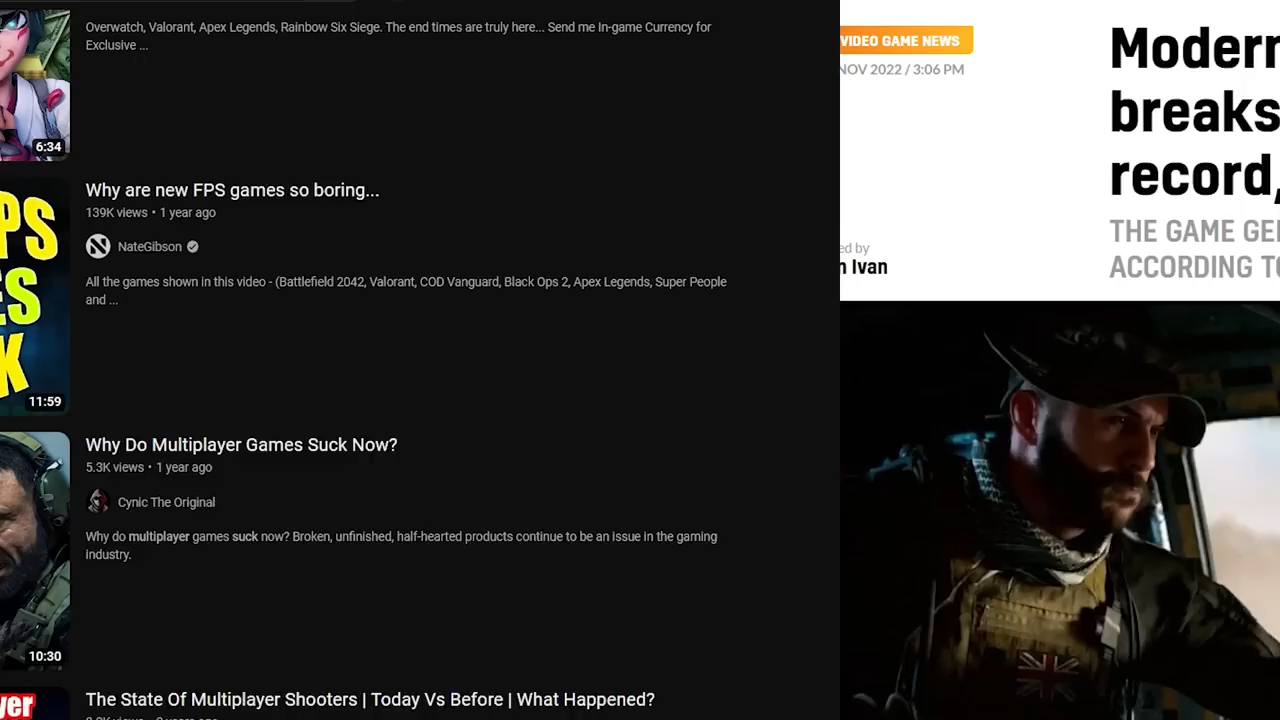 Overwatch, Valorant, Apex Legends, Rainbow Six Siege. The end times are truly here... Send me In-game Currency for
Exclusive ...
6:34
PS
ES
K
11:59
Why are new FPS games so boring...
139K views • 1 year ago
NateGibson
All the games shown in this video - (Battlefield 2042, Valorant, COD Vanguard, Black Ops 2, Apex Legends, Super People
and ...
10:30
Why Do Multiplayer Games Suck Now?
5.3K views • 1 year ago
Cynic The Original
Why do multiplayer games suck now? Broken, unfinished, half-hearted products continue to be an issue in the gaming
industry.
yer
The State Of Multiplayer Shooters | Today Vs Before | What Happened?
VIDEO GAME NEWS
NOV 2022 / 3:06 PM
ed by
n Ivan
Modern
breaks
record,
THE GAME GE
ACCORDING TO